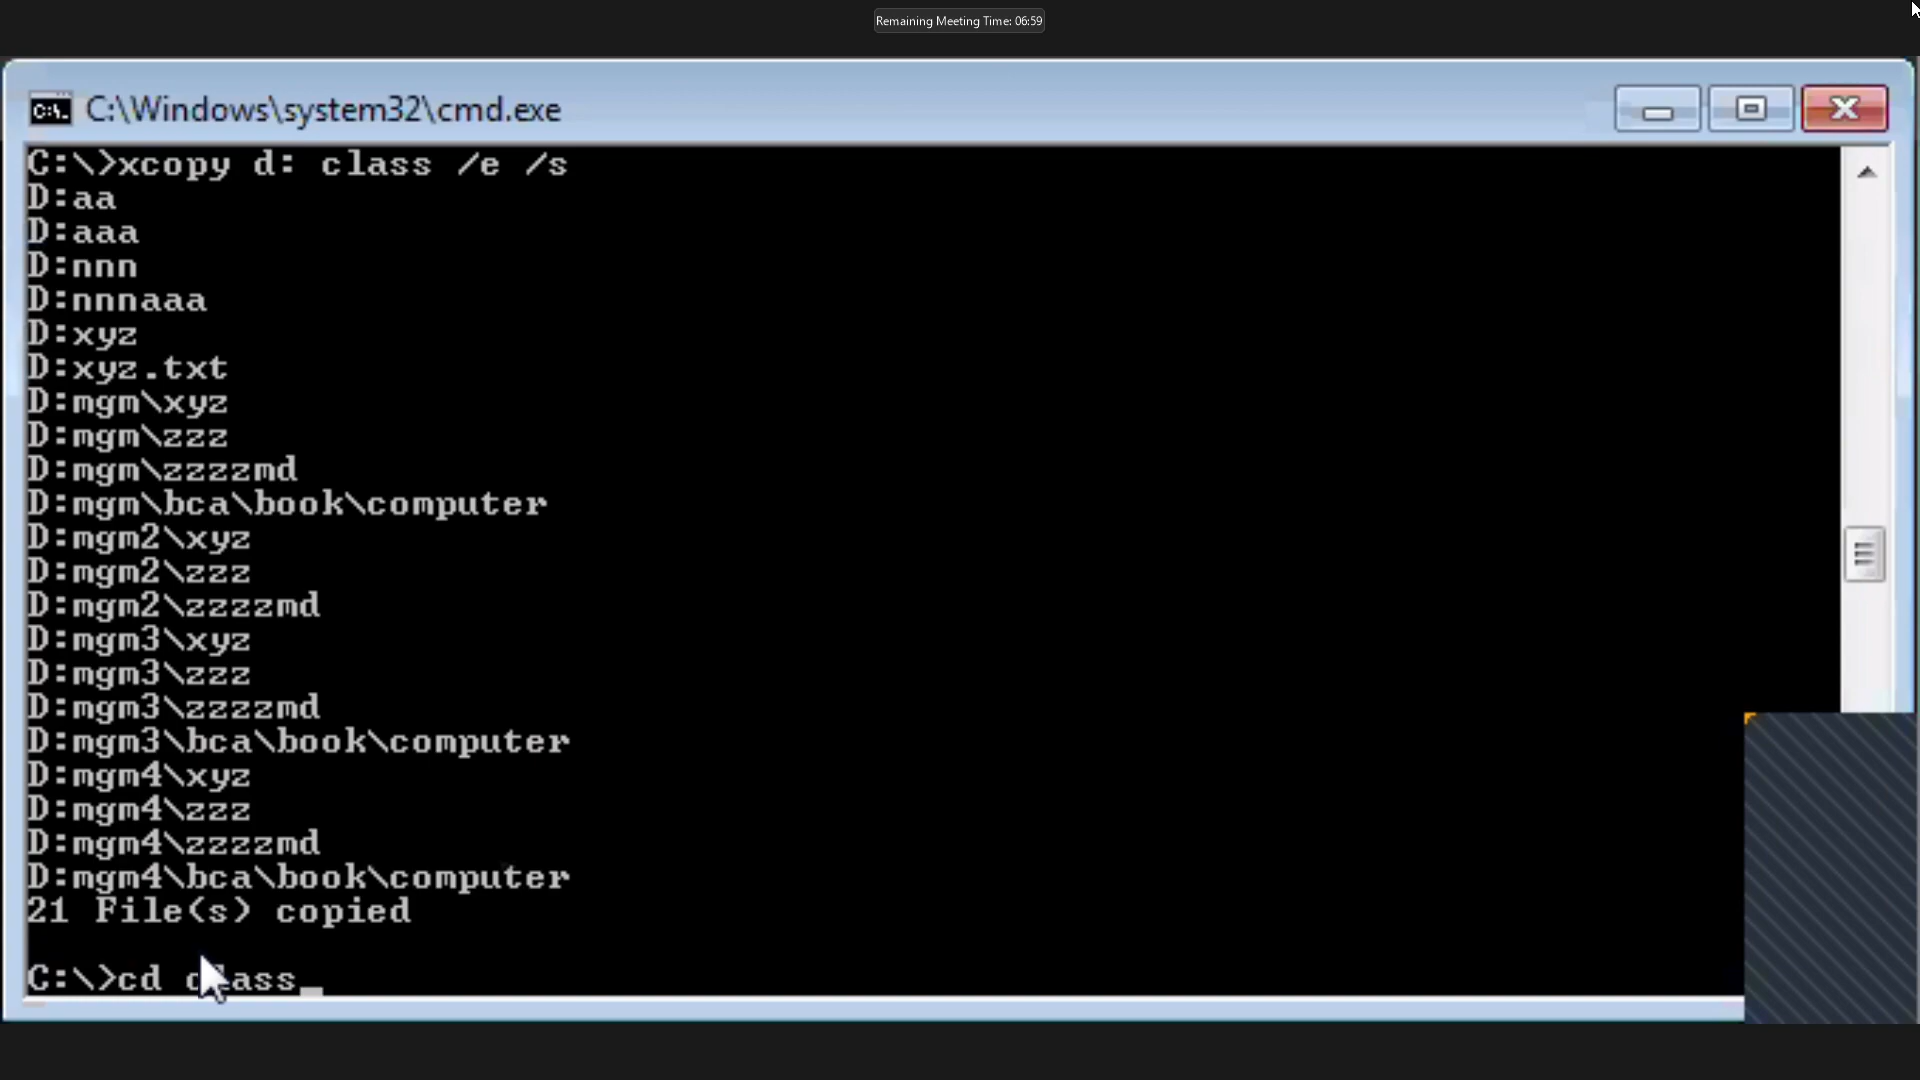 Remaining Meeting Time: 06:59
C:\Windows\system32\cmd.exe
C:\>xcopy d: class /e /s
D:aa
D:aaa
D:nnn
D:nnnaaa
D:xyz
D:xyz.txt
D:mgm\xyz
D:mgm\zzz
D:mgm\zzzzmd
D:mgm\bca\book\computer
D:mgm2\xyz
D:mgm2\zzz
D:mgm2\zzzzmd
D:mgm3\xyz
D:mgm3\zzz
D:mgm3\zzzzmd
D:mgm3\bca\book\computer
D:mgm4\xyz
D:mgm4\zzz
D:mgm4\zzzzmd
D:mgm4\bca\book\computer
21 File(s) copied
C:\>cd class_